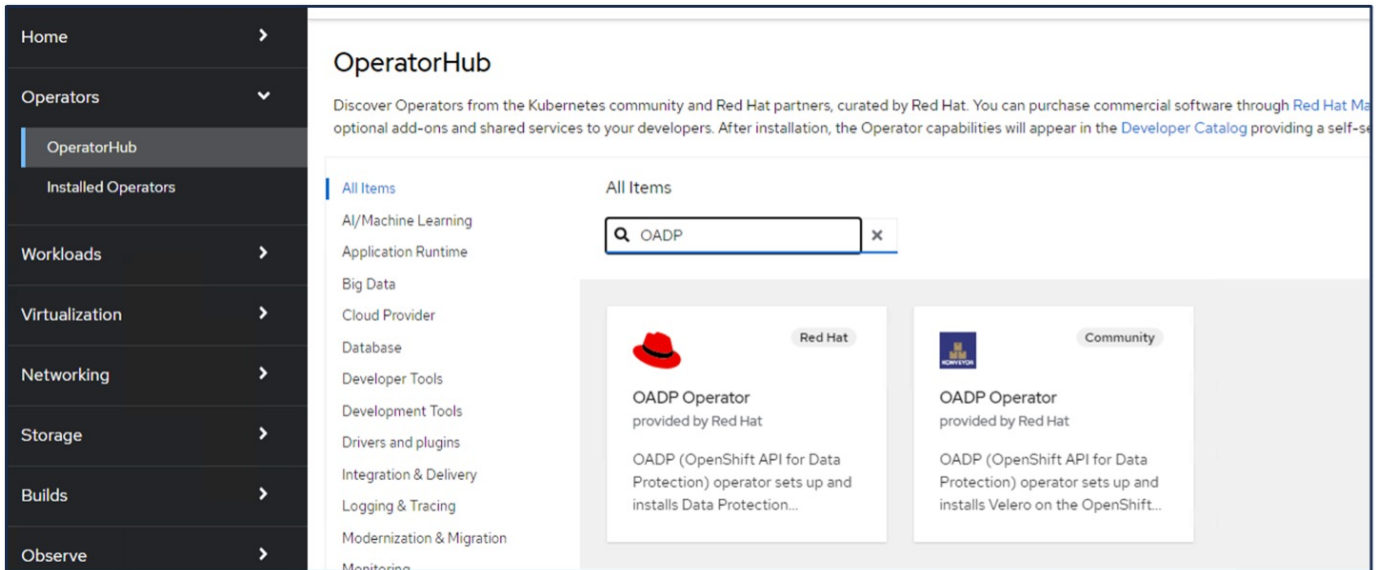 Home
Operators
OperatorHub
Installed Operators
Workloads
Virtualization
Networking
Storage
Builds
Observe
OperatorHub
Discover Operators from the Kubernetes community and Red Hat partners, curated by Red Hat. You can purchase commercial software through Red Hat Ma
optional add-ons and shared services to your developers. After installation, the Operator capabilities will appear in the Developer Catalog providing a self-se
All Items
AI/Machine Learning
Application Runtime
Big Data
Cloud Provider
Database
Developer Tools
Development Tools
Drivers and plugins
Integration & Delivery
Logging & Tracing
Modernization & Migration
Monitoring
All Items
OADP
Red Hat
OADP Operator
provided by Red Hat
OADP (OpenShift API for Data
Protection) operator sets up and
installs Data Protection...
KONVEYOR
Community
OADP Operator
provided by Red Hat
OADP (OpenShift API for Data
Protection) operator sets up and
installs Velero on the OpenShift...